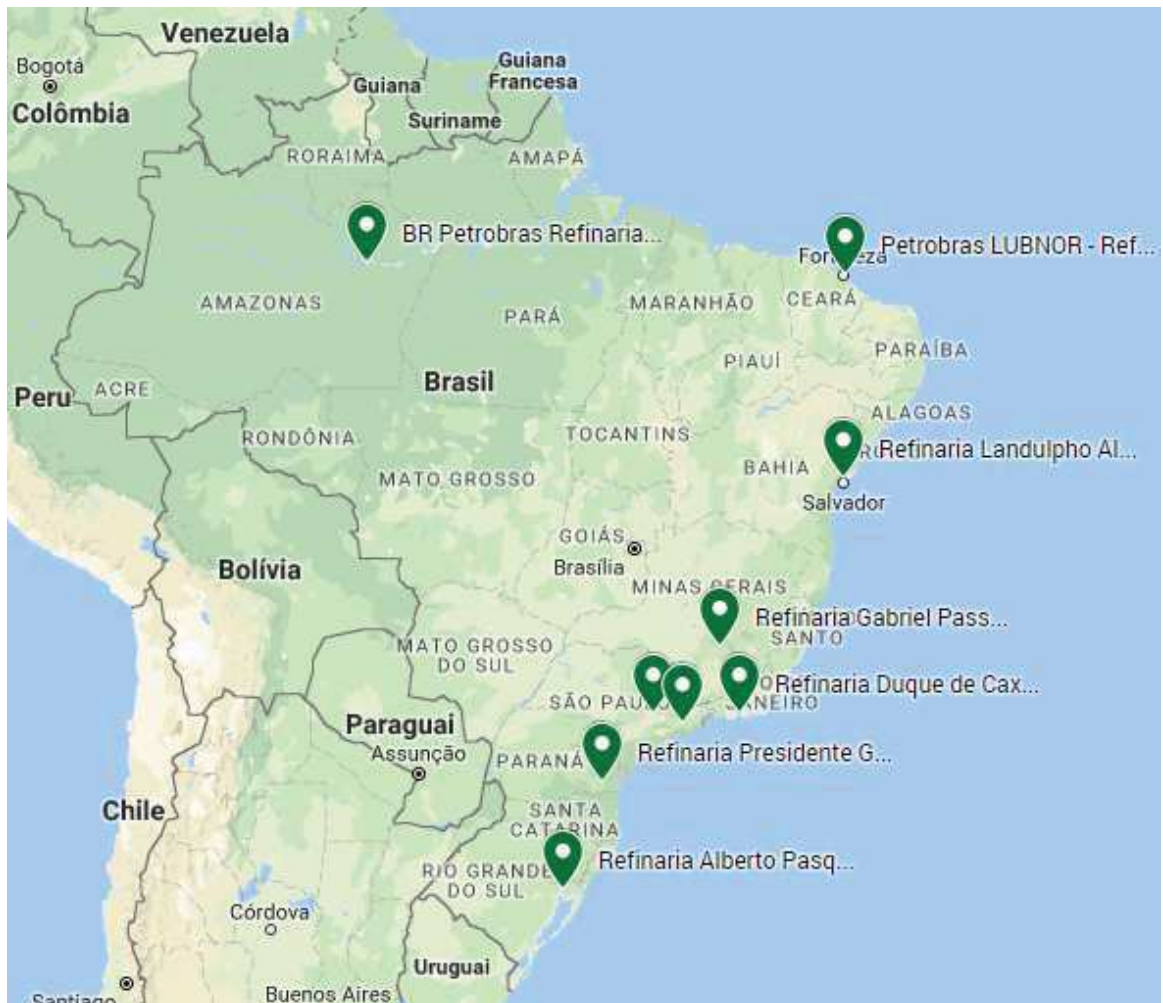 Venezuela
Bogotá
Colômbia
Guiana
Guiana
Francesa
Suriname
RORAIMA
AMAPÁ
BR Petrobras Refinaria...
Petrobras LUBNOR - Ref...
AMAZONAS
PARÁ
MARANHÃO
CEARÁ
PIAUÍ
PARAÍBA
Peru
ACRE
Brasil
ALAGOAS
RONDÔNIA
TOCANTINS
MATO GROSSO
BAHIA
Refinaria Landulpho Al...
Salvador
GOIÁS
Brasília
Bolívia
MINAS GERAIS
Refinaria Gabriel Pass...
SANTO
MATO GROSSO
DO SUL
SÃO PAULO
Refinaria Duque de Cax...
JANEIRO
Paraguai
Assunção
PARANÁ
Refinaria Presidente G...
Chile
SANTA
CATARINA
RIO GRANDE
DO SUL
Refinaria Alberto Pasq...
Córdova
Uruguai
Santiago
Buenos Aires